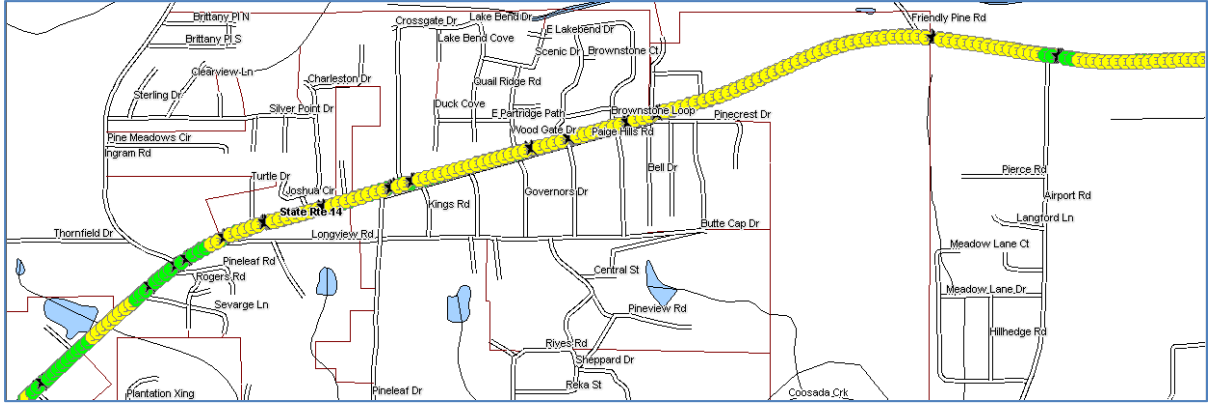 Brittany Pl N
Crossgate Dr
Lake Bend Dr
Friendly Pine Rd
Brittany Pl S
Lake Bend Cove
E Lakebend Dr
Scenic Dr
Brownstone Ct
Clearview Ln
Charleston Dr
Quail Ridge Rd
Sterling Dr
Silver Point Dr
Duck Cove
E Partridge Path
Brownstone Loop
Pinecrest Dr
Pine Meadows Cir
Wood Gate Dr
Paige Hills Rd
Ingram Rd
Turtle Dr
Bell Dr
Pierce Rd
Joshua Cir
Governors Dr
Airport Rd
State Rte 14
Kings Rd
Langford Ln
Thornfield Dr
Longview Rd
Butte Cap Dr
Meadow Lane Ct
Pineleaf Rd
Rogers Rd
Central St
Meadow Lane Dr
Sevarge Ln
Pineview Rd
Hillhedge Rd
Rives Rd
Sheppard Dr
Reka St
Plantation Xing
Pineleaf Dr
Coosada Crk